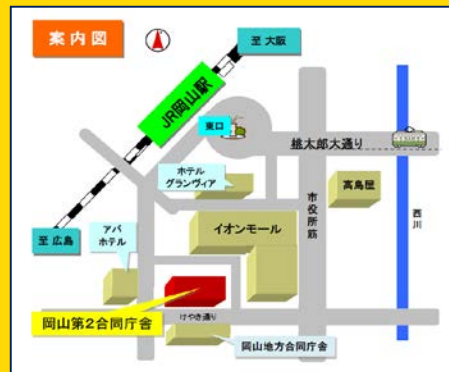 案内図
至 大阪
JR岡山駅
東口
桃太郎大通り
ホテル
グランヴィア
高島屋
市役所筋
西川
イオンモール
至 広島
アパ
ホテル
岡山第2合同庁舎
けやき通り
岡山地方合同庁舎